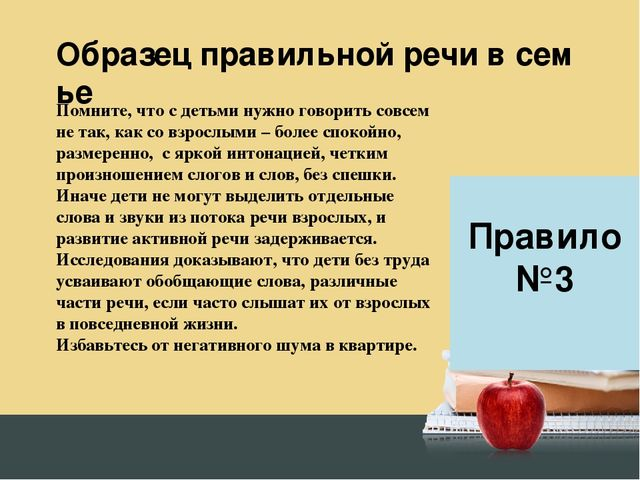 Образец правильной речи в сем
ье
Помните, что с детьми нужно говорить совсем
не так, как со взрослыми – более спокойно,
размеренно, с яркой интонацией, четким
произношением слогов и слов, без спешки.
Иначе дети не могут выделить отдельные
слова и звуки из потока речи взрослых, и
развитие активной речи задерживается.
Исследования доказывают, что дети без труда
усваивают обобщающие слова, различные
части речи, если часто слышат их от взрослых
в повседневной жизни.
Избавьтесь от негативного шума в квартире.
Правило
№3